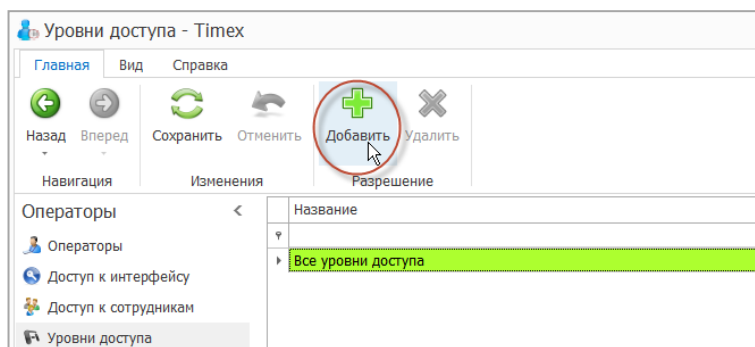 Уровни доступа - Timex
Главная Вид Справка
Назад Вперед Сохранить Отменить Добавить Удалить
Навигация Изменения Разрешение
Операторы
Название
Операторы
Все уровни доступа
Доступ к интерфейсу
Доступ к сотрудникам
Уровни доступа